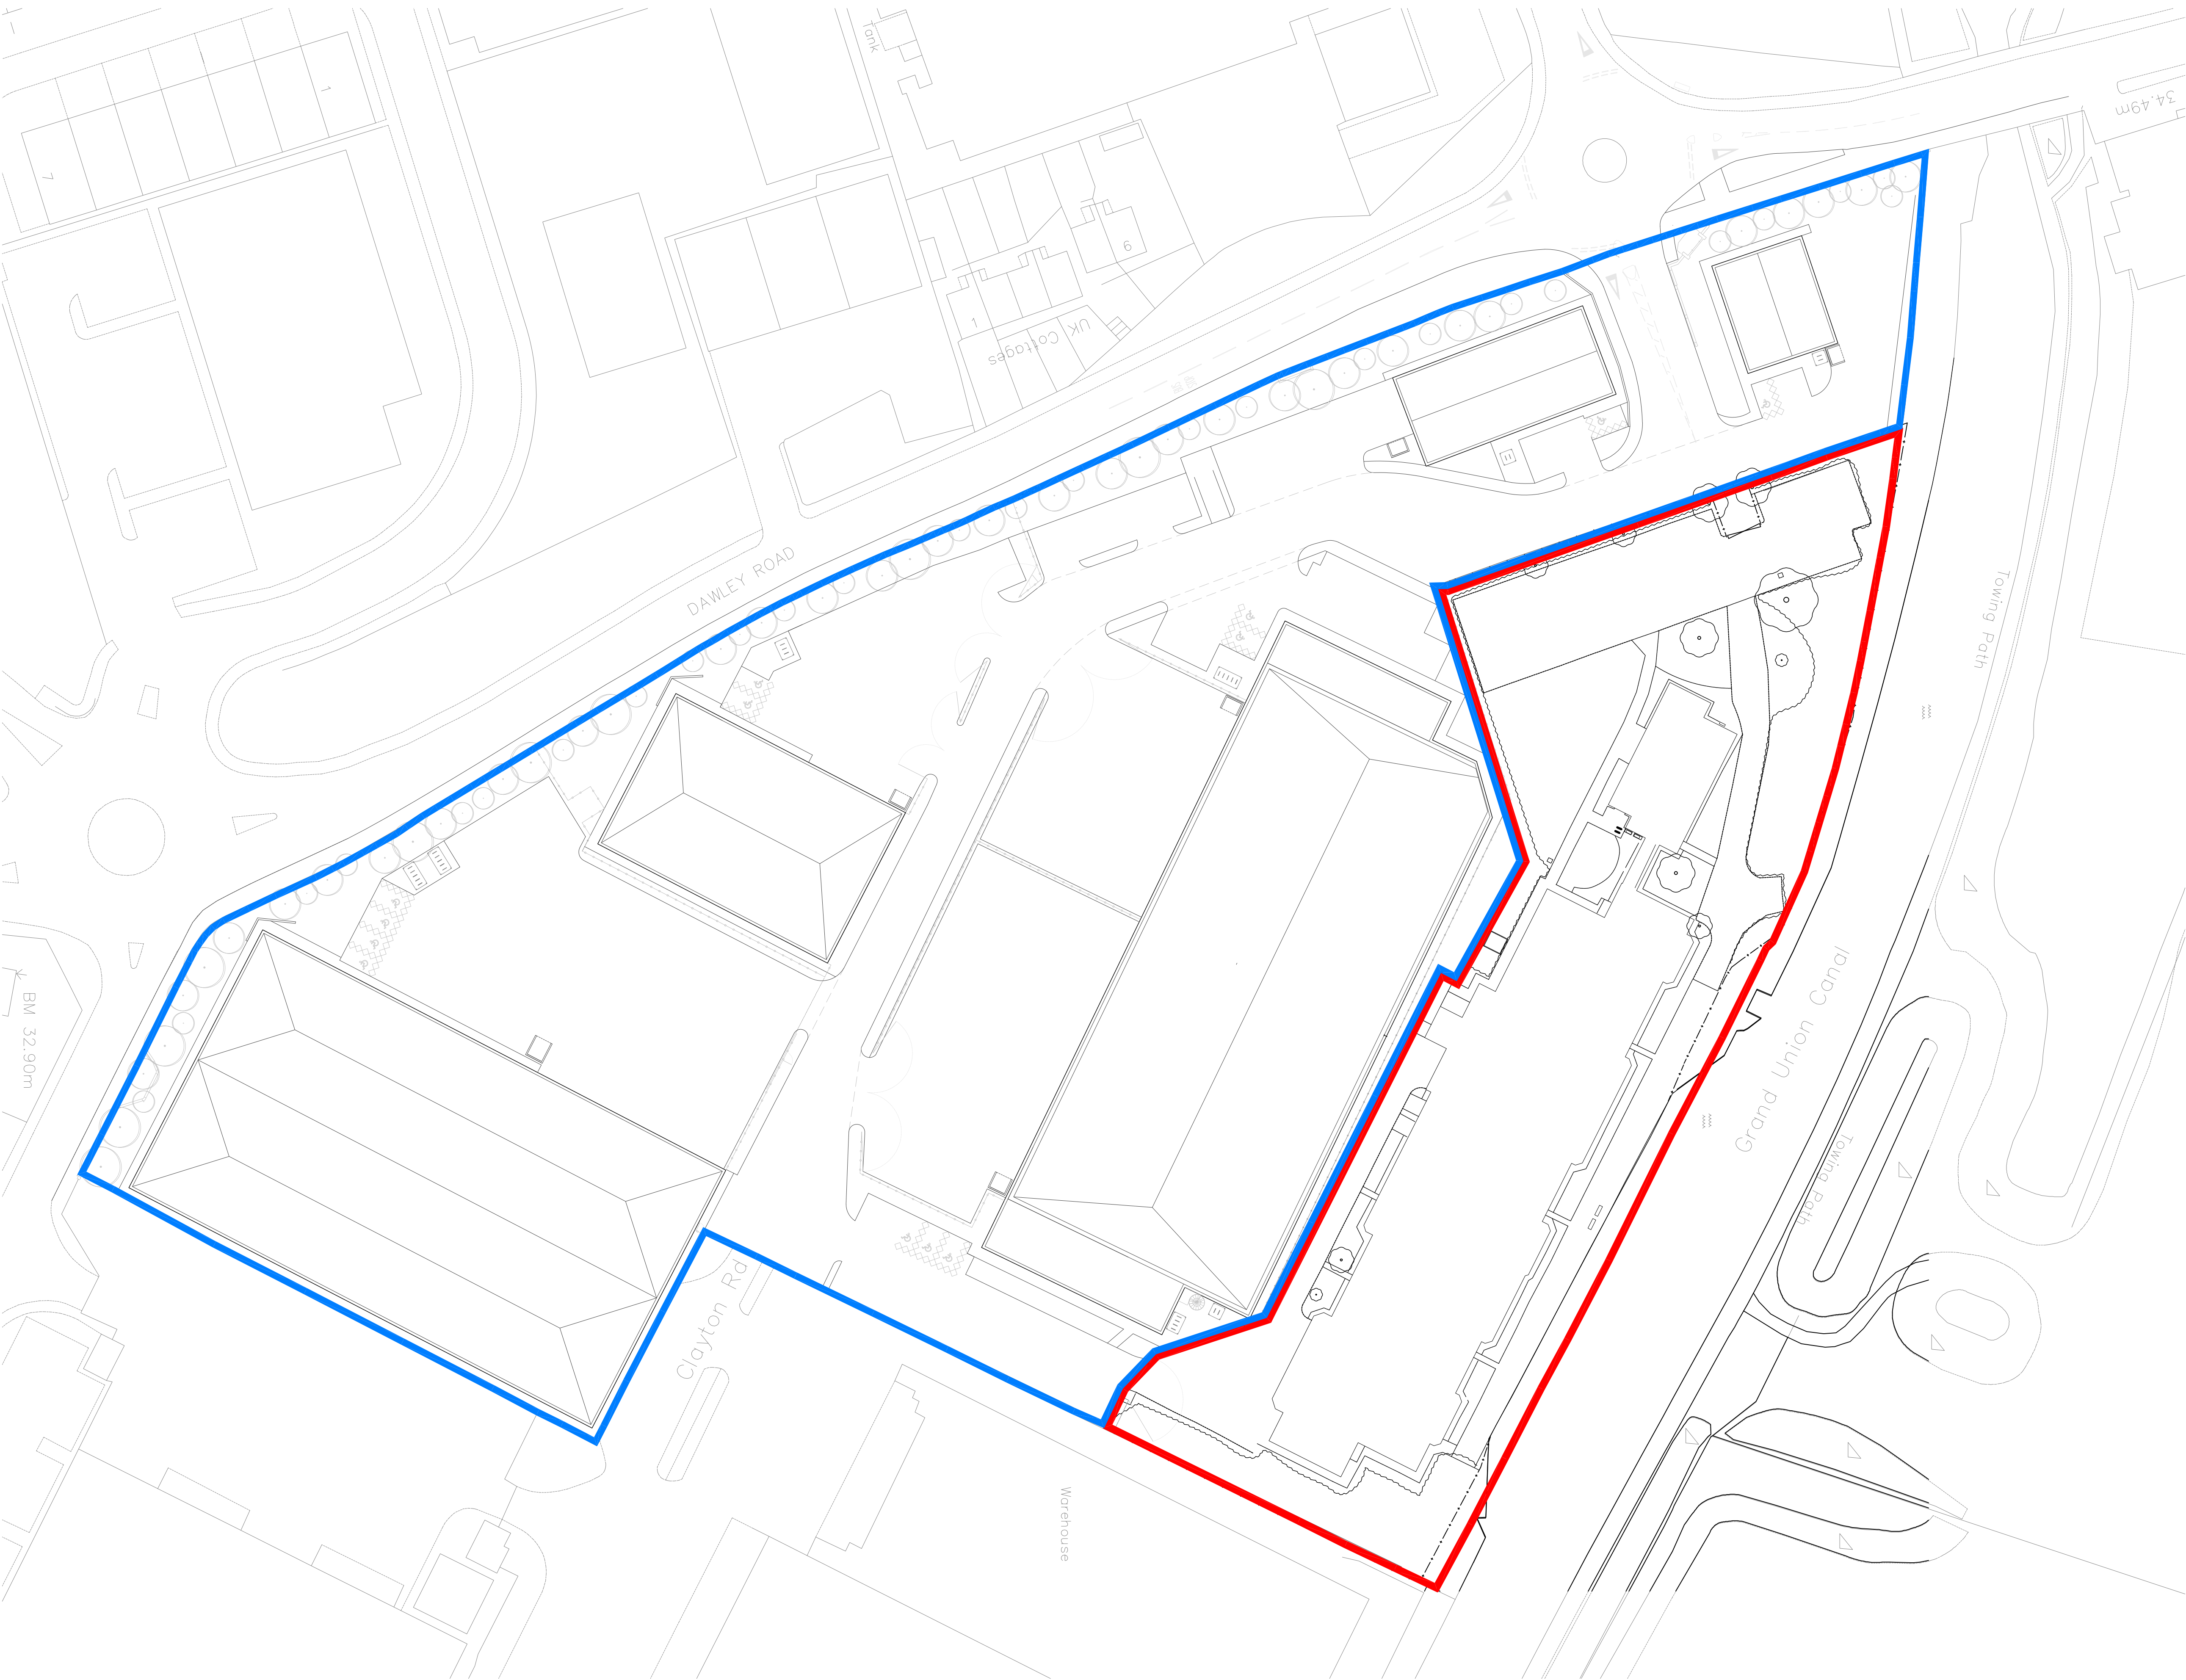 Tank
1
7
34.49m
6
1
UK
Cottages
DAWLEY ROAD
Towing Path
BM 32.90m
Grand Union Canal
Towing Path
Clayton Rd
Warehouse